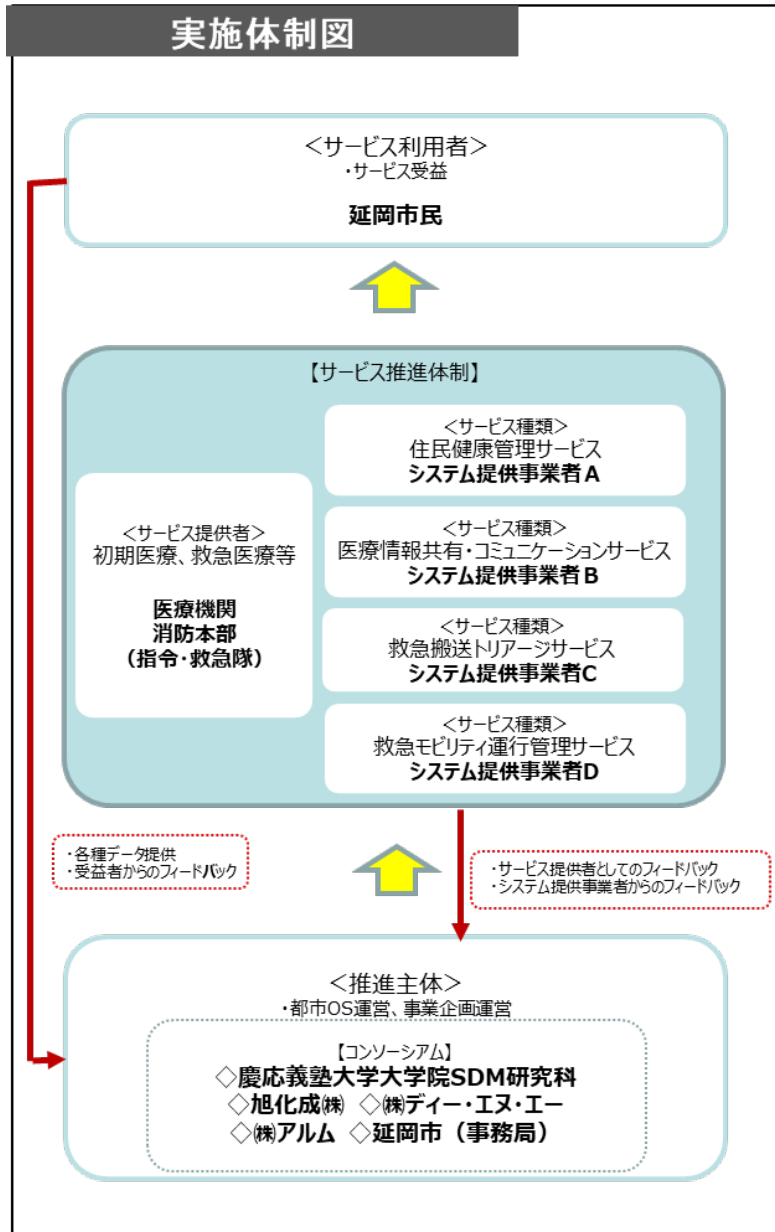 実施体制図
＜サービス利用者＞
・サービス受益
延岡市民
【サービス推進体制】
＜サービス提供者＞
初期医療、救急医療等
医療機関
消防本部
（指令・救急隊）
＜サービス種類＞
住民健康管理サービス
システム提供事業者A
＜サービス種類＞
医療情報共有・コミュニケーションサービス
システム提供事業者B
＜サービス種類＞
救急搬送トリアージサービス
システム提供事業者C
＜サービス種類＞
救急モビリティ運行管理サービス
システム提供事業者D
・各種データ提供
・受益者からのフィードバック
・サービス提供者としてのフィードバック
・システム提供事業者からのフィードバック
＜推進主体＞
・都市OS運営、事業企画運営
【コンソーシアム】
◇慶応義塾大学大学院SDM研究科
◇旭化成㈱ ◇㈱ディー・エヌ・エー
◇㈱アルム ◇延岡市（事務局）